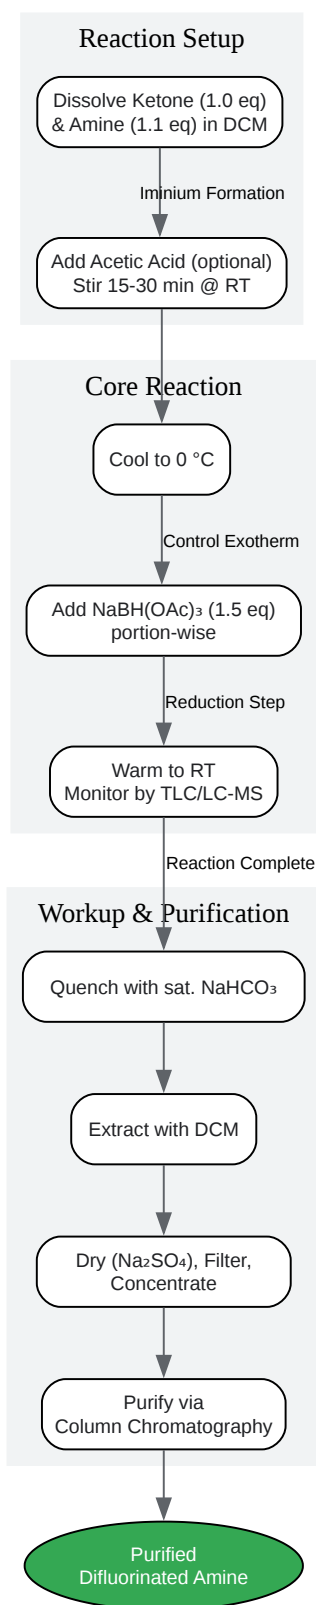 Reaction Setup
Dissolve Ketone (1.0 eq)
& Amine (1.1 eq) in DCM
Iminium Formation
Add Acetic Acid (optional)
Stir 15-30 min @ RT
Core Reaction
Cool to 0 °C
Control Exotherm
Add NaBH(OAc)₃ (1.5 eq)
portion-wise
Reduction Step
Warm to RT
Monitor by TLC/LC-MS
Reaction Complete
Workup & Purification
Quench with sat. NaHCO₃
Extract with DCM
Dry (Na₂SO₄), Filter,
Concentrate
Purify via
Column Chromatography
Purified
Difluorinated Amine